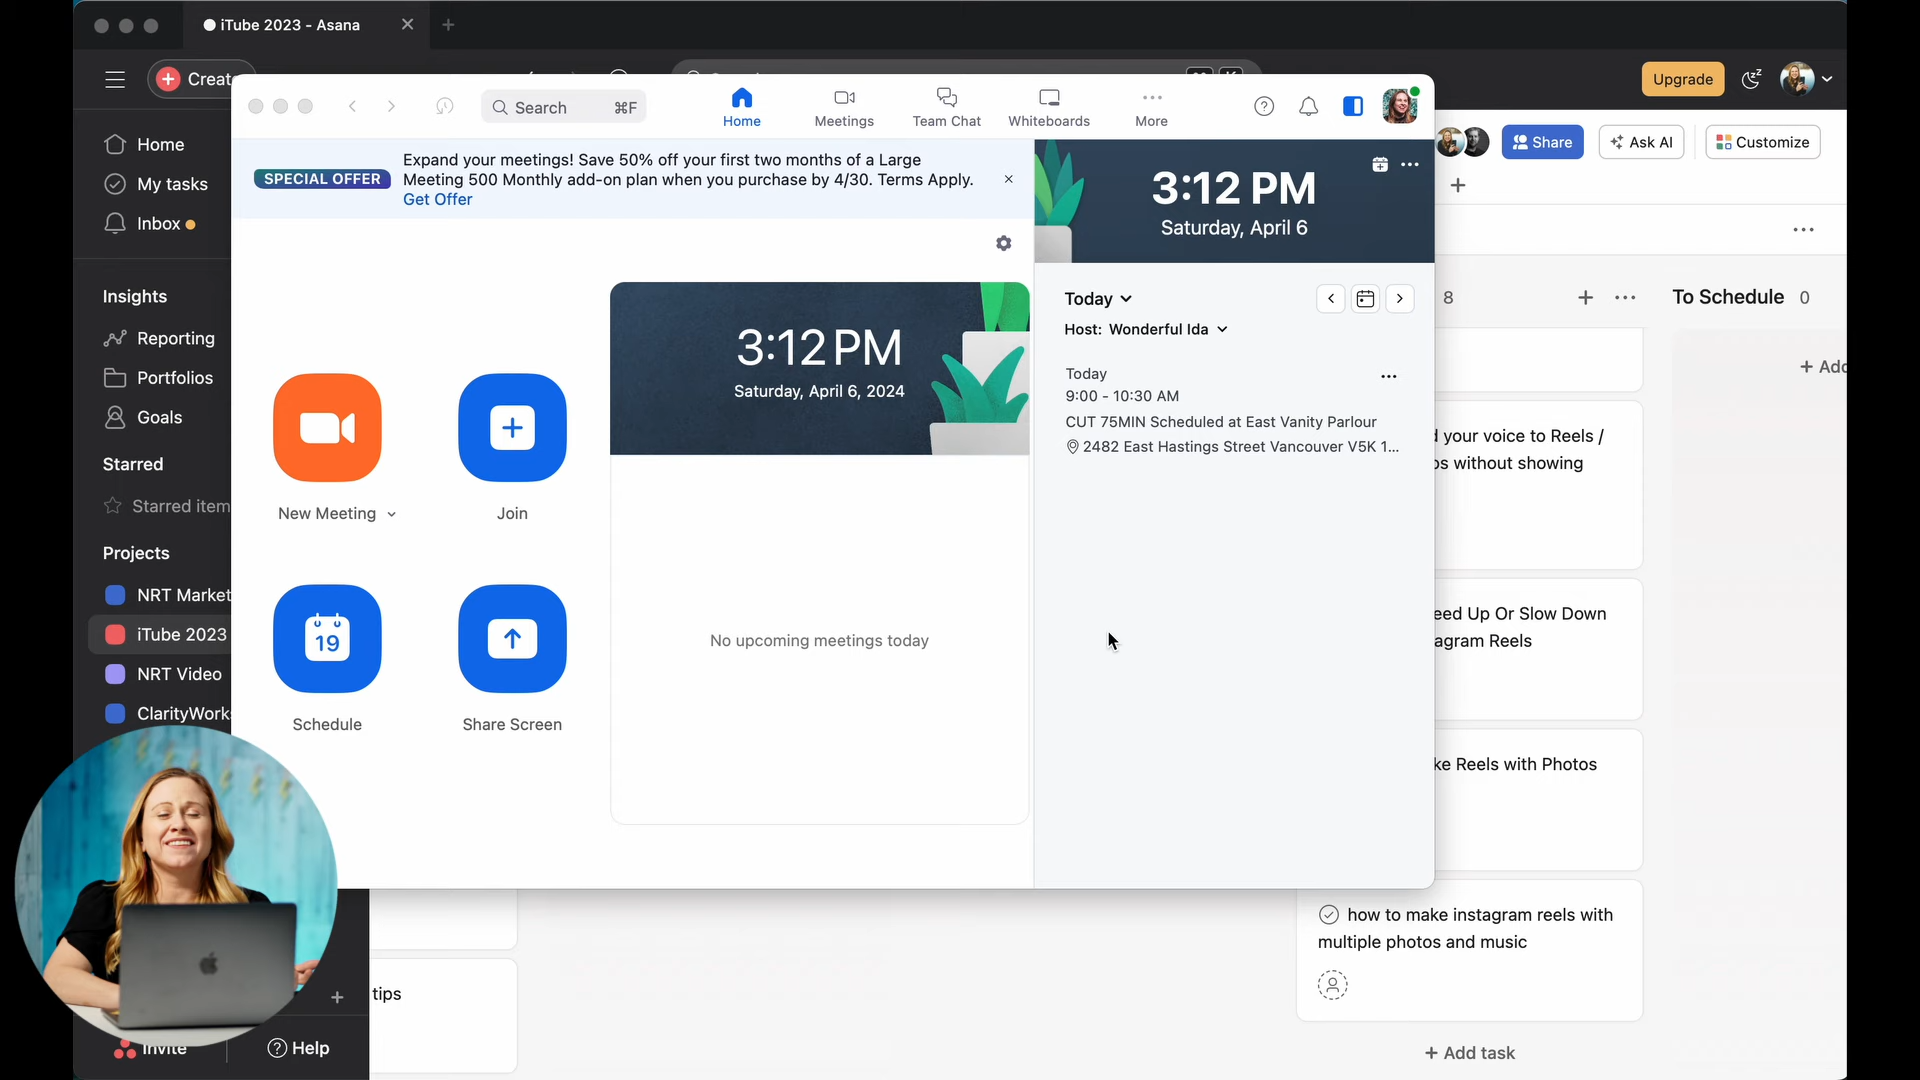 iTube 2023 - Asana
Create
Upgrade
Search
⌘F
Home
Meetings
Team Chat
Whiteboards
More
Home
My tasks
Inbox
Insights
Reporting
Portfolios
Goals
Starred
Projects
NRT Market
iTube 2023
NRT Video
ClarityWork
Invite
Help
SPECIAL OFFER
Expand your meetings! Save 50% off your first two months of a Large
Meeting 500 Monthly add-on plan when you purchase by 4/30. Terms Apply.
Get Offer
New Meeting
Join
19
Schedule
Share Screen
3:12 PM
Saturday, April 6, 2024
No upcoming meetings today
3:12 PM
Saturday, April 6
Today
Host: Wonderful Ida
Today
9:00 - 10:30 AM
CUT 75MIN Scheduled at East Vanity Parlour
2482 East Hastings Street Vancouver V5K 1...
Share
Ask AI
Customize
8
To Schedule 0
+ Add
d your voice to Reels /
os without showing
eed Up Or Slow Down
agram Reels
ke Reels with Photos
how to make instagram reels with
multiple photos and music
+ Add task
tips
Starred item